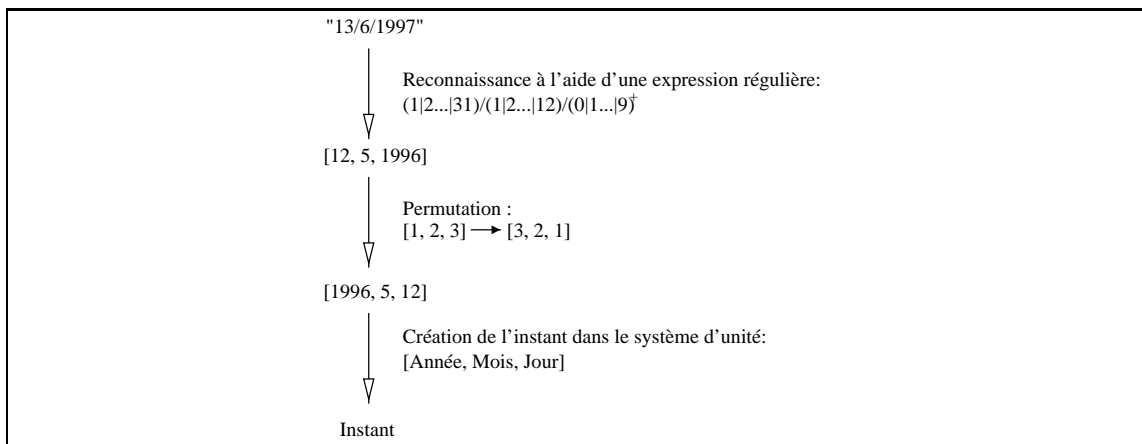 "13/6/1997"
Reconnaissance à l'aide d'une expression régulière:
(1|2...|31)/(1|2...|12)/(0|1...|9)+
[12, 5, 1996]
Permutation :
[1, 2, 3] → [3, 2, 1]
[1996, 5, 12]
Création de l'instant dans le système d'unité:
[Année, Mois, Jour]
Instant